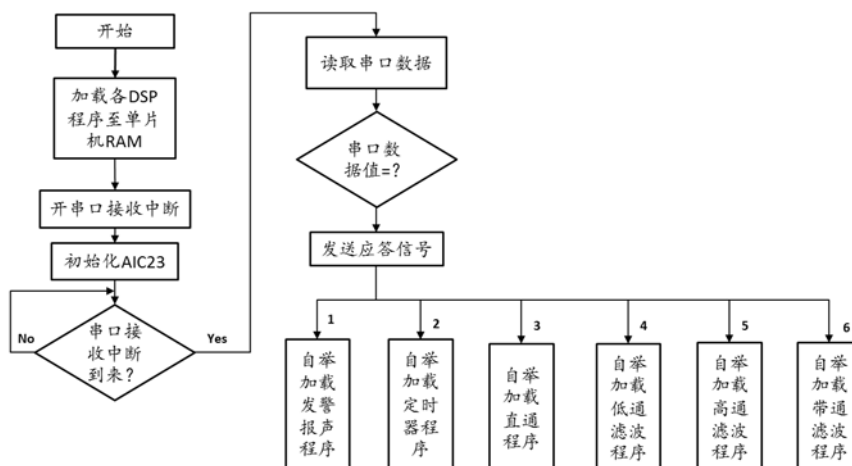 开始
加载各DSP
程序至单片
机RAM
开串口接收中断
初始化AIC23
No
串口接
收中断
到来?
Yes
读取串口数据
串口数
据值=?
发送应答信号
1
自举
加载
发警
报声
程序
2
自举
加载
定时
器程
序
3
自举
加载
直通
程序
4
自举
加载
低通
滤波
程序
5
自举
加载
高通
滤波
程序
6
自举
加载
带通
滤波
程序